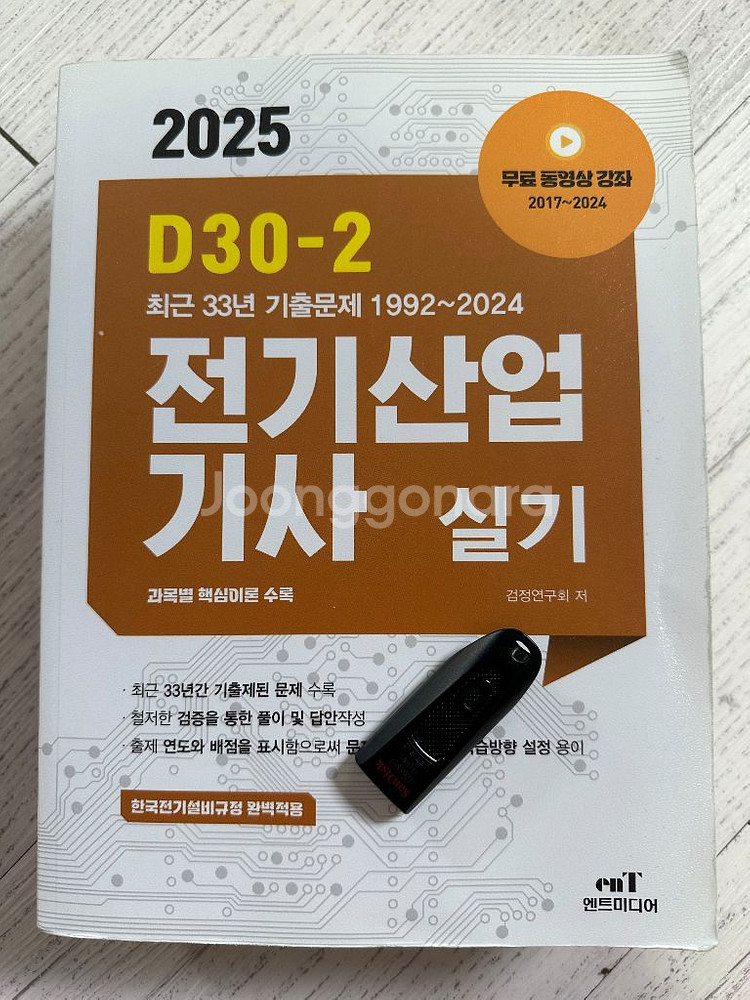 2025
무료 동영상 강좌
2017~2024
D30-2
최근 33년 기출문제 1992~2024
전기산업
기사 실기
Joonggonara
과목별 핵심이론 수록
검정연구회 저
· 최근 33년간 기출제된 문제 수록
· 철저한 검증을 통한 풀이 및 답안작성
· 출제 연도와 배점을 표시함으로써 설정 용이
한국전기설비규정 완벽적용
SanDisk
enT
엔트미디어